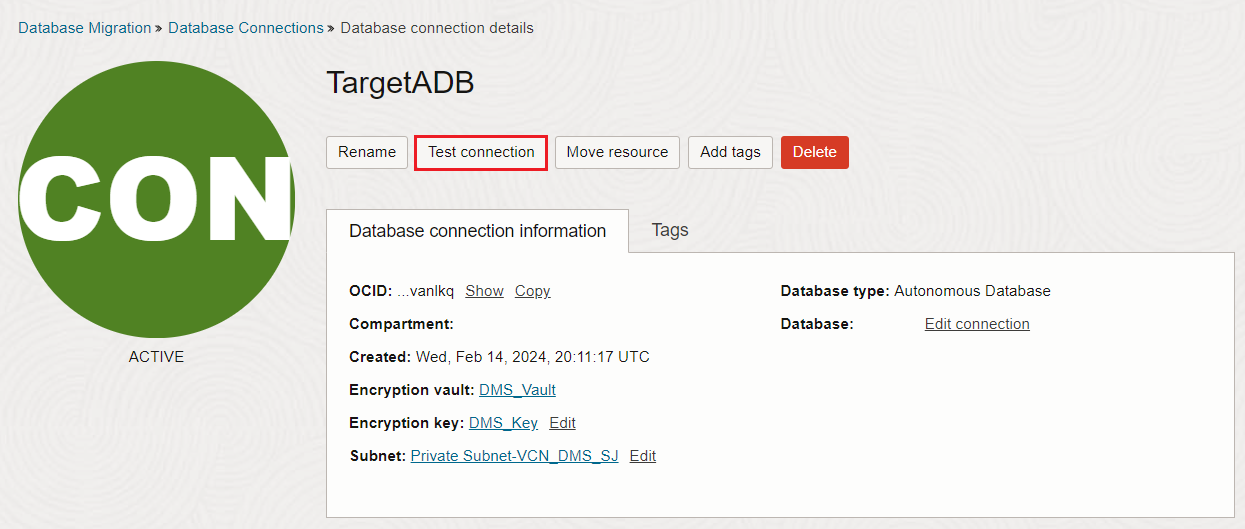 Database Migration » Database Connections » Database connection details
CON
ACTIVE
TargetADB
Rename Test connection Move resource Add tags Delete
Database connection information Tags
OCID: ...vanlkq Show Copy
Compartment:
Created: Wed, Feb 14, 2024, 20:11:17 UTC
Encryption vault: DMS_Vault
Encryption key: DMS_Key Edit
Subnet: Private Subnet-VCN_DMS_SJ Edit
Database type: Autonomous Database
Database: Edit connection